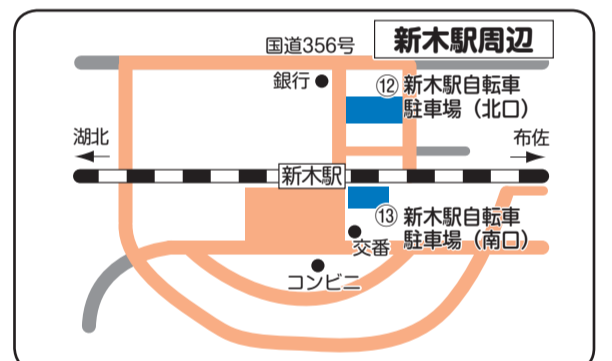 新木駅周辺
国道356号
銀行
⑫ 新木駅自転車
駐車場（北口）
湖北
布佐
新木駅
⑬ 新木駅自転車
駐車場（南口）
交番
コンビニ